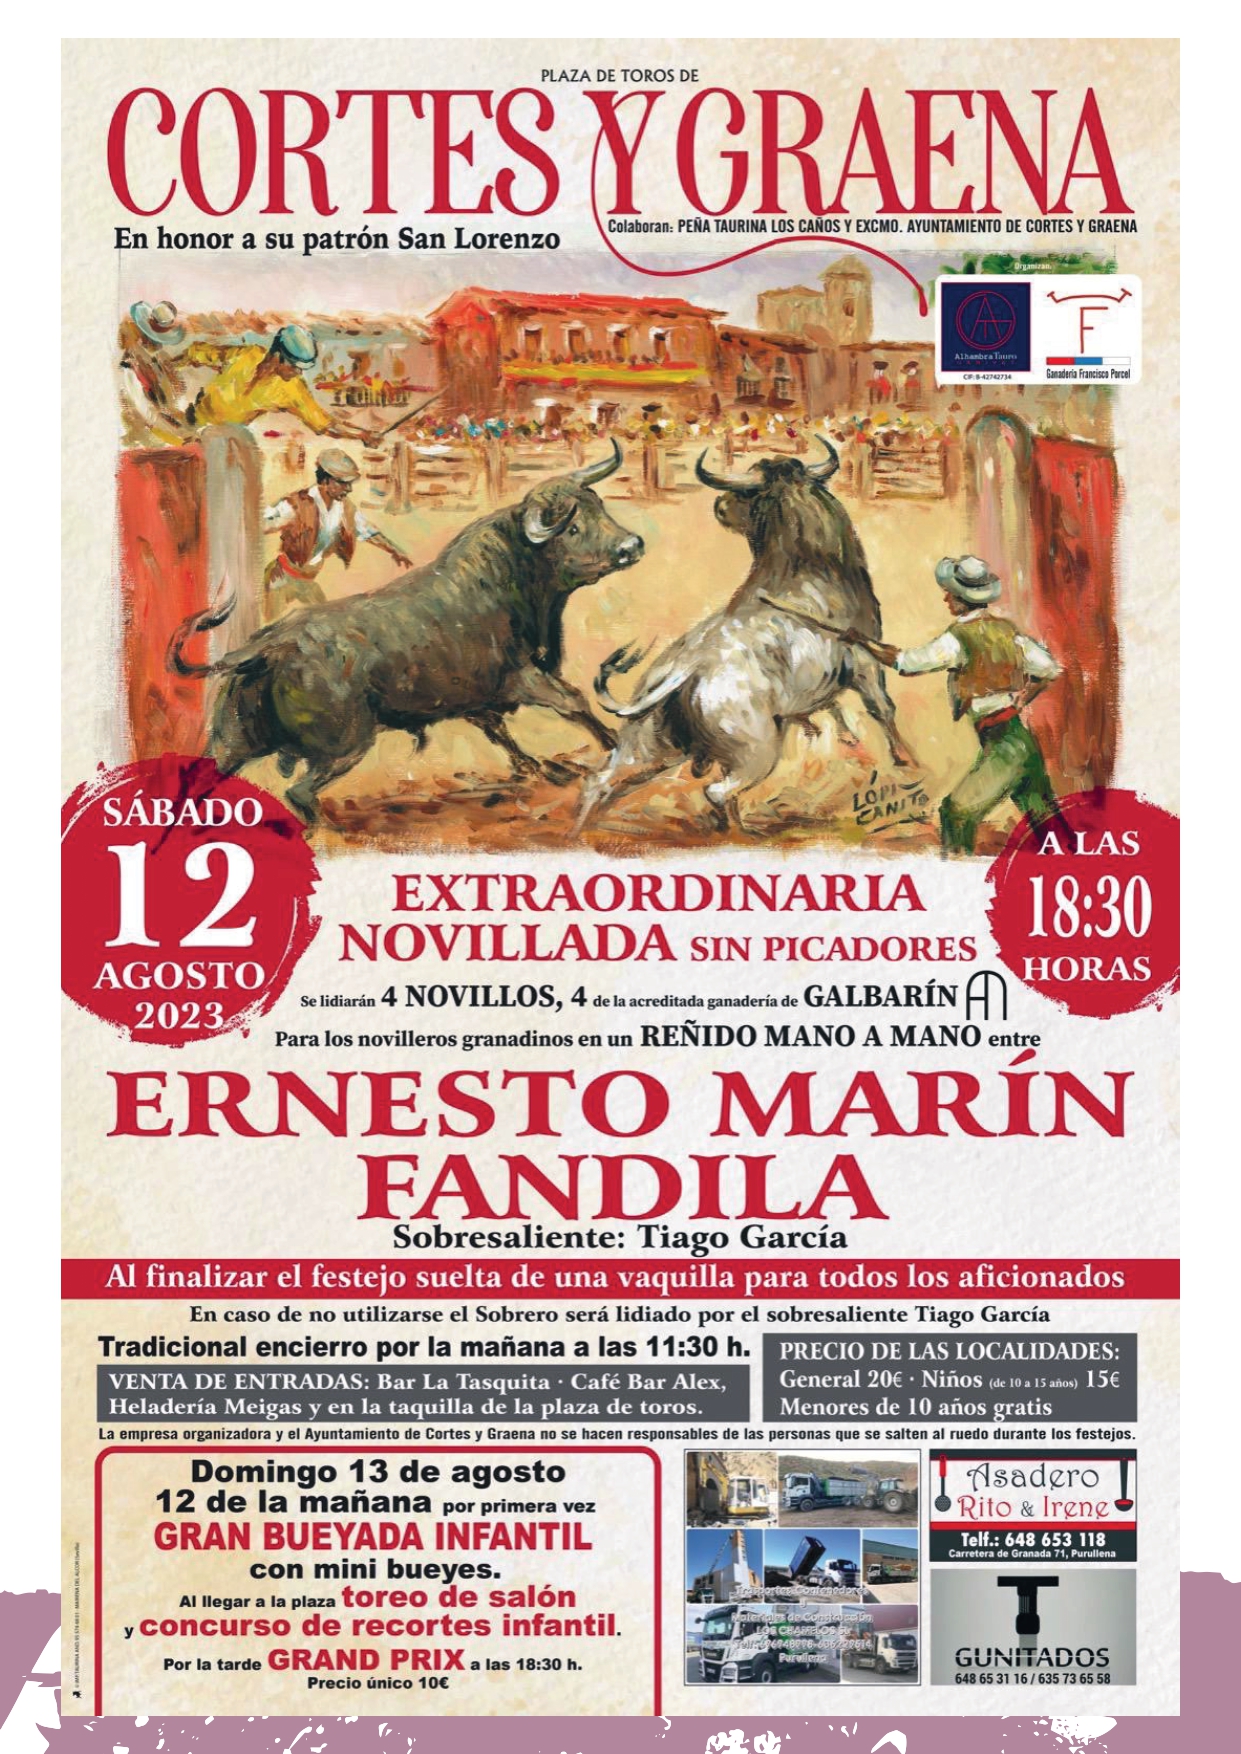 PLAZA DE TOROS DE
CORTES Y GRAENA
En honor a su patrón San Lorenzo
Colaboran: PEÑA TAURINA LOS CAÑOS Y EXCMO. AYUNTAMIENTO DE CORTES Y GRAENA
Organizan:
Alhambra Tauro
CIF: B-42742734
F
Ganadería Francisco Porcel
LÓPEZ
CANITO
SÁBADO
12
AGOSTO
2023
A LAS
18:30
HORAS
EXTRAORDINARIA
NOVILLADA SIN PICADORES
Se lidiarán 4 NOVILLOS, 4 de la acreditada ganadería de GALBARÍN
Para los novilleros granadinos en un REÑIDO MANO A MANO entre
ERNESTO MARÍN
FANDILA
Sobresaliente: Tiago García
Al finalizar el festejo suelta de una vaquilla para todos los aficionados
En caso de no utilizarse el Sobrero será lidiado por el sobresaliente Tiago García
Tradicional encierro por la mañana a las 11:30 h.
VENTA DE ENTRADAS: Bar La Tasquita · Café Bar Alex,
Heladería Meigas y en la taquilla de la plaza de toros.
PRECIO DE LAS LOCALIDADES:
General 20€ · Niños (de 10 a 15 años) 15€
Menores de 10 años gratis
La empresa organizadora y el Ayuntamiento de Cortes y Graena no se hacen responsables de las personas que se salten al ruedo durante los festejos.
Domingo 13 de agosto
12 de la mañana por primera vez
GRAN BUEYADA INFANTIL
con mini bueyes.
Al llegar a la plaza toreo de salón
y concurso de recortes infantil.
Por la tarde GRAND PRIX a las 18:30 h.
Precio único 10€
Trasportes Contenedores
y
Materiales de Construcción
LOS CHAMELOS
Purullena
Asadero
Rito & Irene
Telf.: 648 653 118
Carretera de Granada 71, Purullena
GUNITADOS
648 65 31 16 / 635 73 65 58